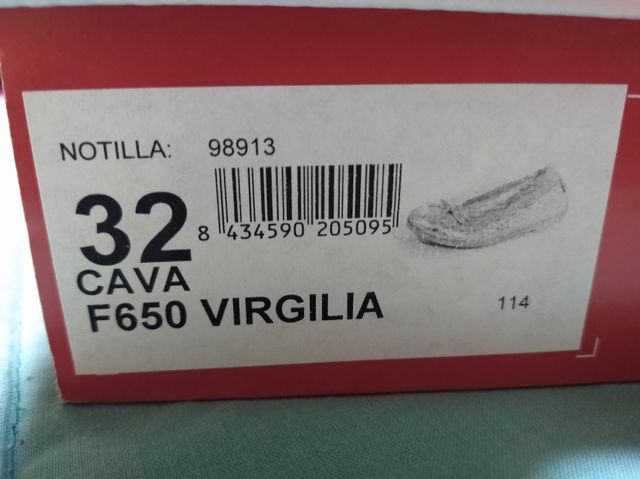 NOTILLA: 98913
32
8 434590 205095
CAVA
F650 VIRGILIA
114